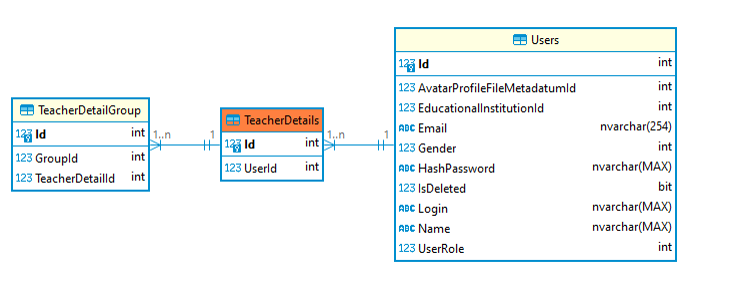 TeacherDetailGroup
123 Id int
123 GroupId int
123 TeacherDetailId int
1..n
1
TeacherDetails
123 Id int
123 UserId int
1..n
1
Users
123 Id int
123 AvatarProfileFileMetadatumId int
123 EducationalInstitutionId int
ABC Email nvarchar(254)
123 Gender int
ABC HashPassword nvarchar(MAX)
123 IsDeleted bit
ABC Login nvarchar(MAX)
ABC Name nvarchar(MAX)
123 UserRole int